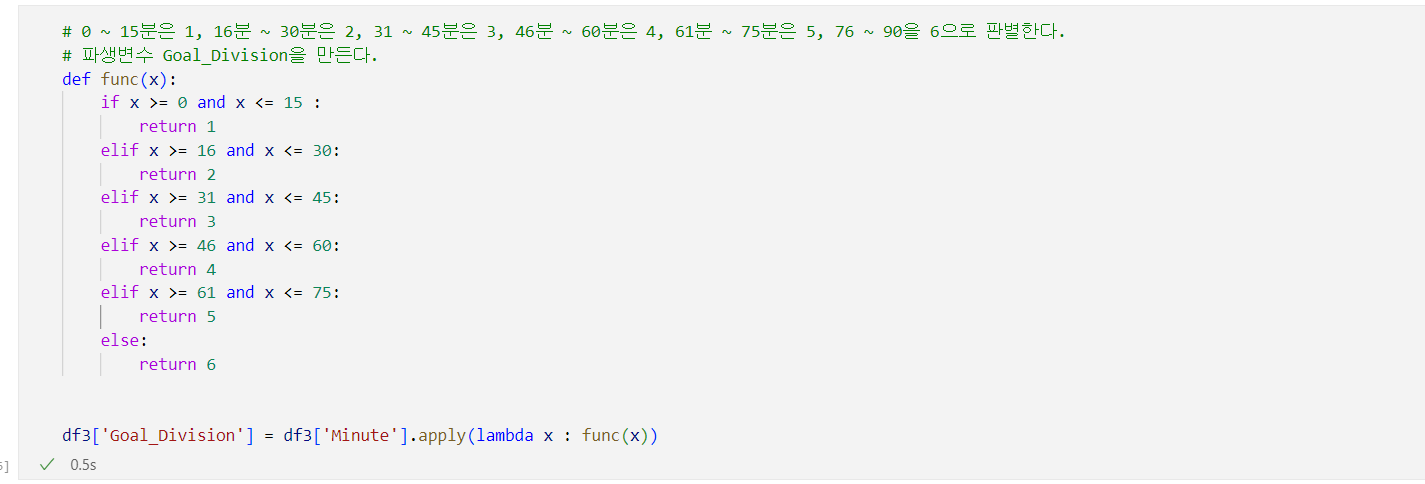 # 0 ~ 15분은 1, 16분 ~ 30분은 2, 31 ~ 45분은 3, 46분 ~ 60분은 4, 61분 ~ 75분은 5, 76 ~ 90을 6으로 판별한다.
# 파생변수 Goal_Division을 만든다.
def func(x):
    if x >= 0 and x <= 15 :
        return 1
    elif x >= 16 and x <= 30:
        return 2
    elif x >= 31 and x <= 45:
        return 3
    elif x >= 46 and x <= 60:
        return 4
    elif x >= 61 and x <= 75:
        return 5
    else:
        return 6
df3['Goal_Division'] = df3['Minute'].apply(lambda x : func(x))
✓ 0.5s